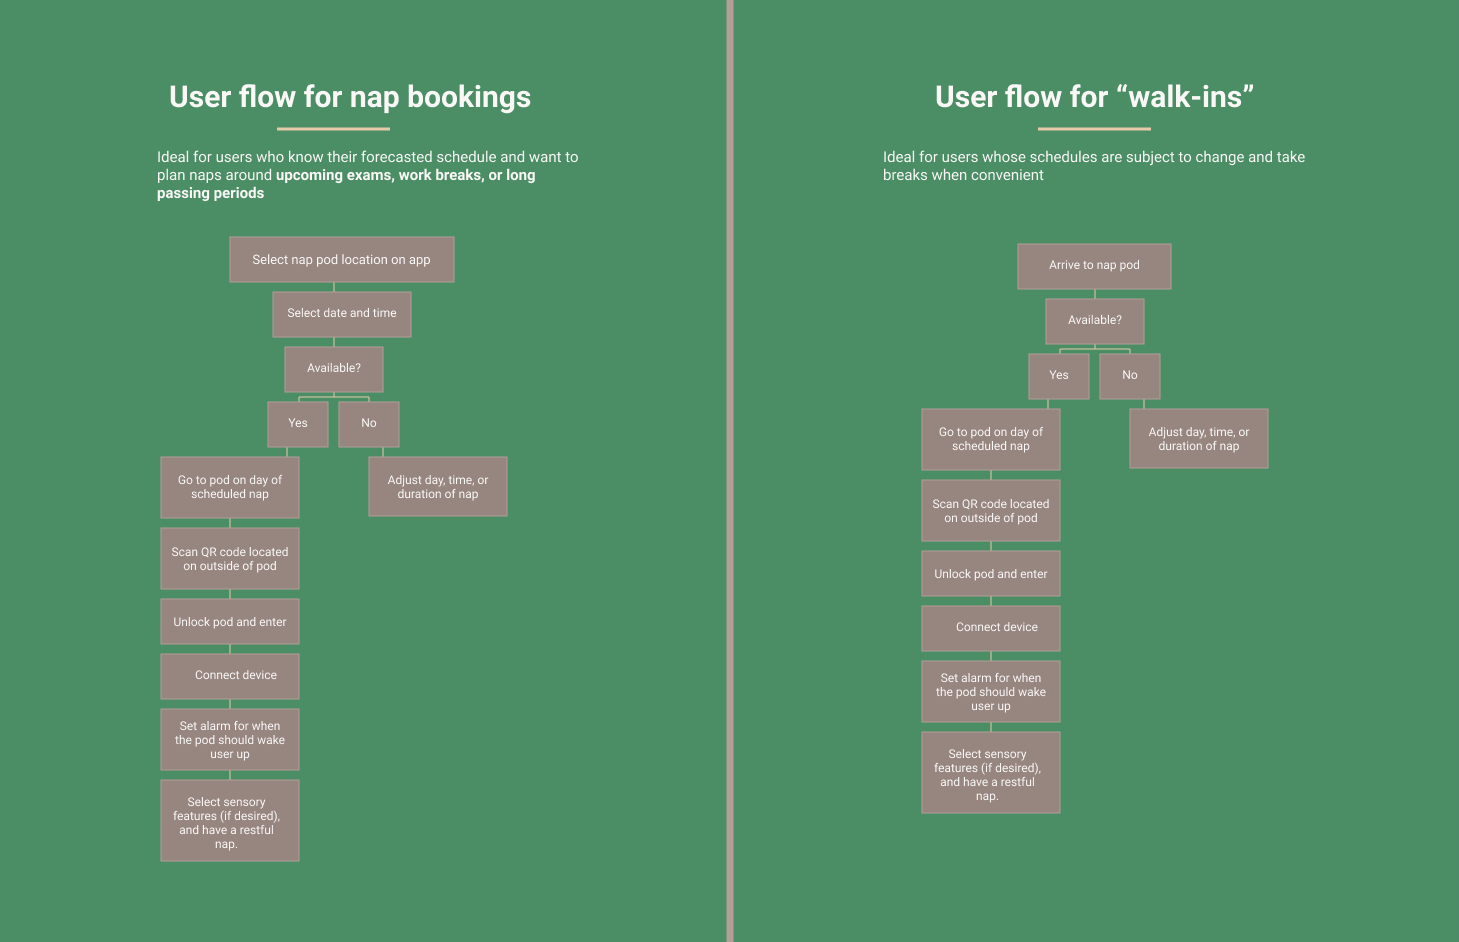 User flow for nap bookings
Ideal for users who know their forecasted schedule and want to
plan naps around upcoming exams, work breaks, or long
passing periods
Select nap pod location on app
Select date and time
Available?
Yes
No
Go to pod on day of
scheduled nap
Adjust day, time, or
duration of nap
Scan QR code located
on outside of pod
Unlock pod and enter
Connect device
Set alarm for when
the pod should wake
user up
Select sensory
features (if desired),
and have a restful
nap.
User flow for “walk-ins”
Ideal for users whose schedules are subject to change and take
breaks when convenient
Arrive to nap pod
Available?
Yes
No
Go to pod on day of
scheduled nap
Adjust day, time, or
duration of nap
Scan QR code located
on outside of pod
Unlock pod and enter
Connect device
Set alarm for when
the pod should wake
user up
Select sensory
features (if desired),
and have a restful
nap.